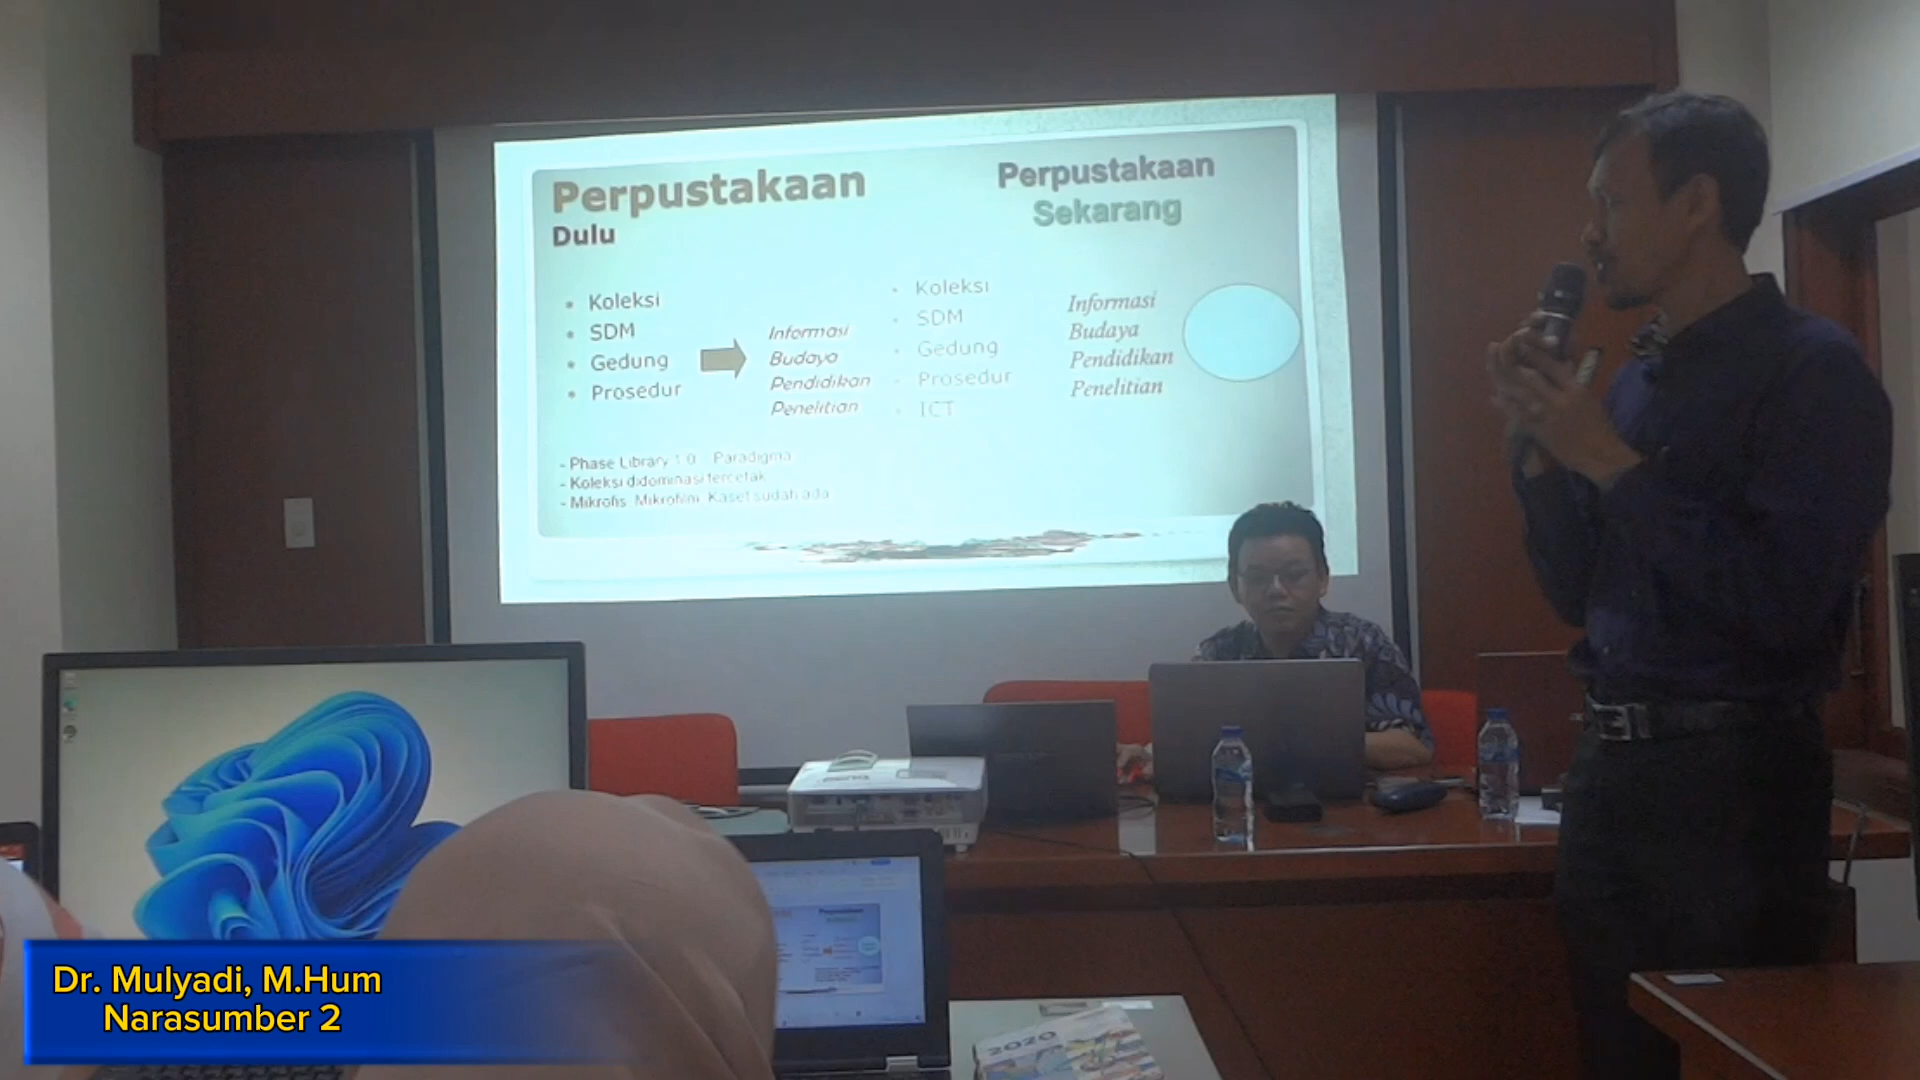 Perpustakaan
Dulu
Koleksi
SDM
Gedung
Prosedur
Informasi
Budaya
Pendidikan
Penelitian
- Phase Library 1.0 Paradigma
- Koleksi didominasi tercetak
- Mikrofis, Mikrofilm, Kaset sudah ada
Perpustakaan
Sekarang
Koleksi
SDM
Gedung
Prosedur
ICT
Informasi
Budaya
Pendidikan
Penelitian
2020
Dr. Mulyadi, M.Hum
Narasumber 2